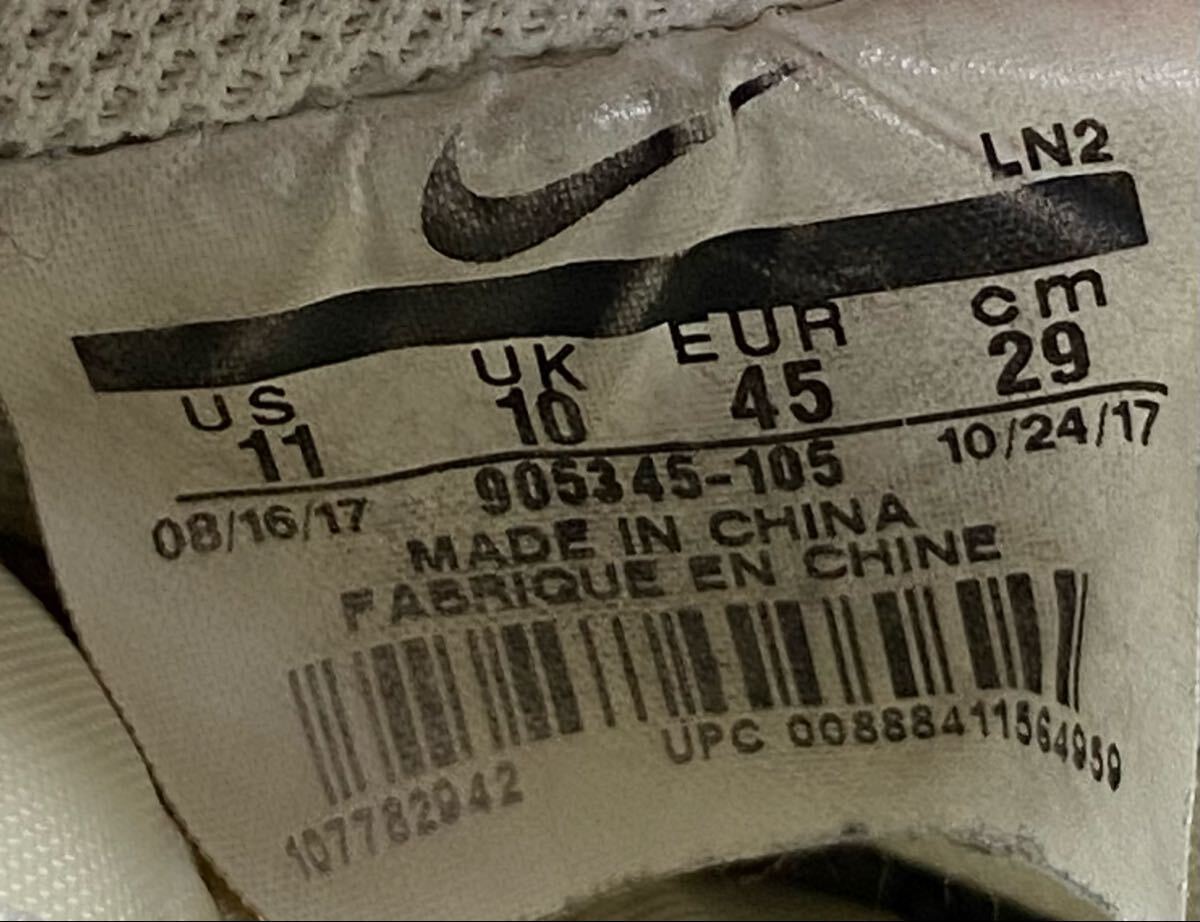 LN2
US UK EUR cm
11 10 45 29
08/16/17 905345-105 10/24/17
MADE IN CHINA
FABRIQUE EN CHINE
UPC 00888411564959
107782942